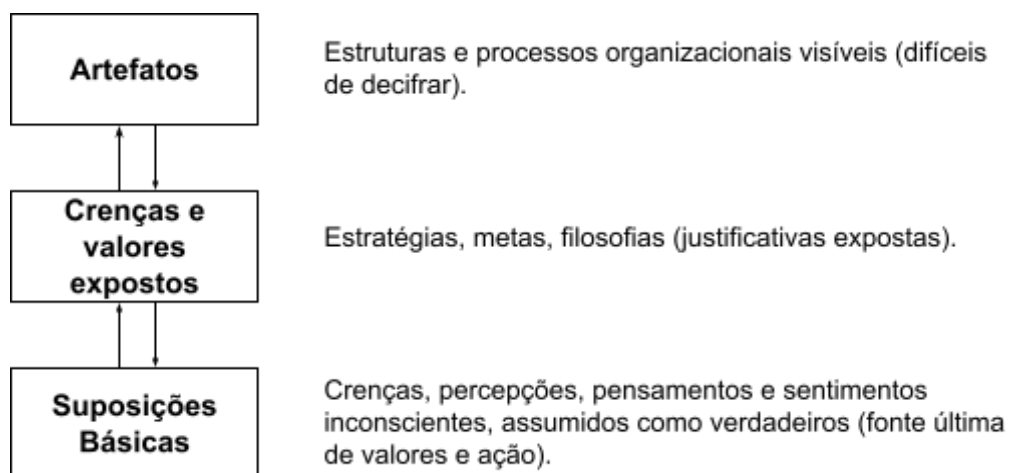 Artefatos
Estruturas e processos organizacionais visíveis (difíceis
de decifrar).
Crenças e
valores
expostos
Estratégias, metas, filosofias (justificativas expostas).
Suposições
Básicas
Crenças, percepções, pensamentos e sentimentos
inconscientes, assumidos como verdadeiros (fonte última
de valores e ação).